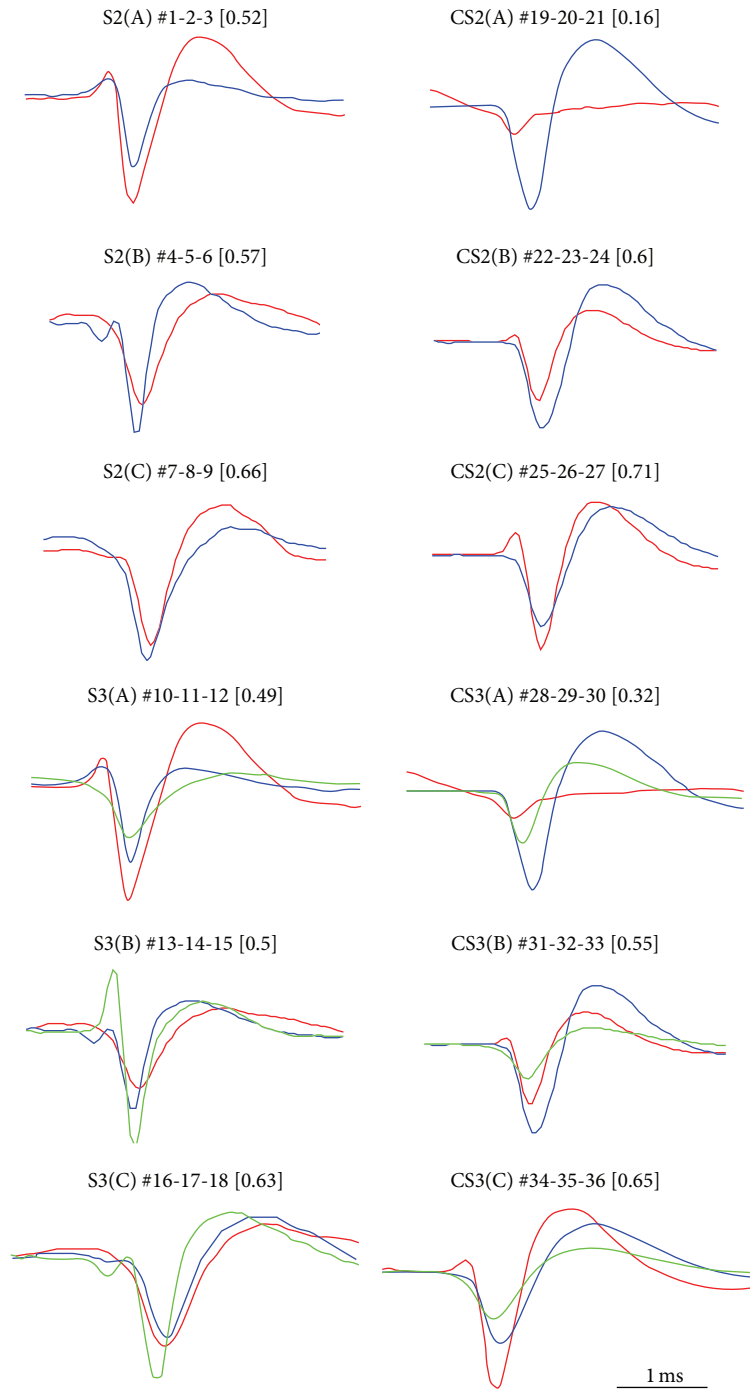 S2(A) #1-2-3 [0.52]
CS2(A) #19-20-21 [0.16]
S2(B) #4-5-6 [0.57]
CS2(B) #22-23-24 [0.6]
S2(C) #7-8-9 [0.66]
CS2(C) #25-26-27 [0.71]
S3(A) #10-11-12 [0.49]
CS3(A) #28-29-30 [0.32]
S3(B) #13-14-15 [0.5]
CS3(B) #31-32-33 [0.55]
S3(C) #16-17-18 [0.63]
CS3(C) #34-35-36 [0.65]
1 ms